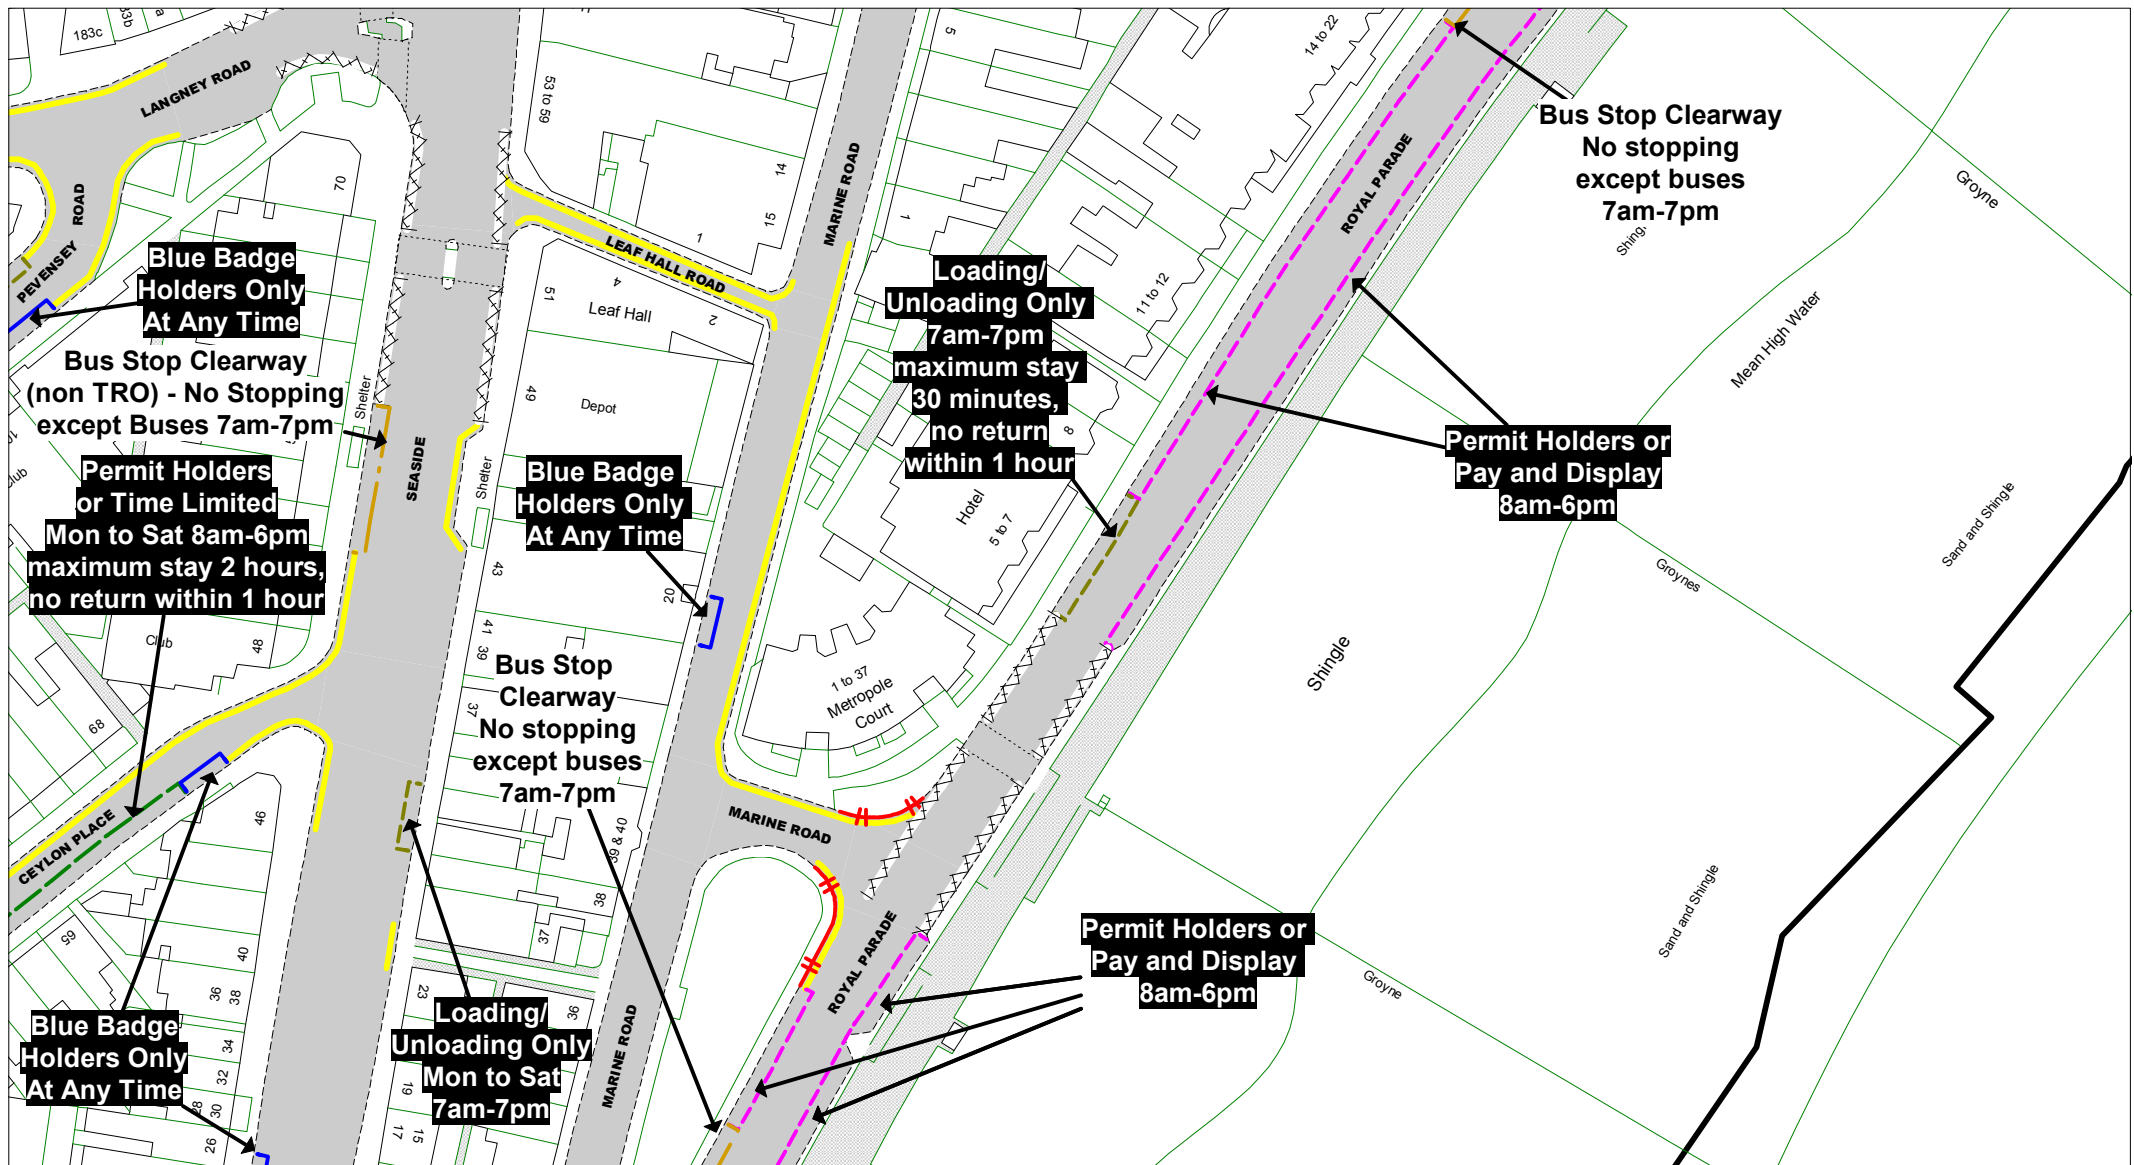 183c
33b
a
LANGNEY ROAD
53 to 59
5
14 to 22
Bus Stop Clearway
No stopping
except buses
7am-7pm
ROYAL PARADE
Groyne
70
14
15
MARINE ROAD
1
1
LEAF HALL ROAD
PEVENSEY
ROAD
Blue Badge
Holders Only
At Any Time
Loading/
Unloading Only
7am-7pm
maximum stay
30 minutes,
no return
within 1 hour
11 to 12
Mean High Water
51
4
Leaf Hall
2
Bus Stop Clearway
(non TRO) - No Stopping
except Buses 7am-7pm
Shelter
49
Depot
8
SEASIDE
Shelter
Permit Holders or
Pay and Display
8am-6pm
Permit Holders
or Time Limited
Mon to Sat 8am-6pm
maximum stay 2 hours,
no return within 1 hour
Blue Badge
Holders Only
At Any Time
Hotel
5 to 7
Sand and Shingle
Groynes
43
20
41
39
Club
48
Shingle
Bus Stop
Clearway
No stopping
except buses
7am-7pm
1 to 37
Metropole
Court
37
68
46
CEYLON PLACE
MARINE ROAD
39 & 40
38
37
65
40
38
36
Sand and Shingle
Permit Holders or
Pay and Display
8am-6pm
ROYAL PARADE
Groyne
23
36
Blue Badge
Holders Only
At Any Time
Loading/
Unloading Only
Mon to Sat
7am-7pm
MARINE ROAD
34
32
30
28
26
19
17
15